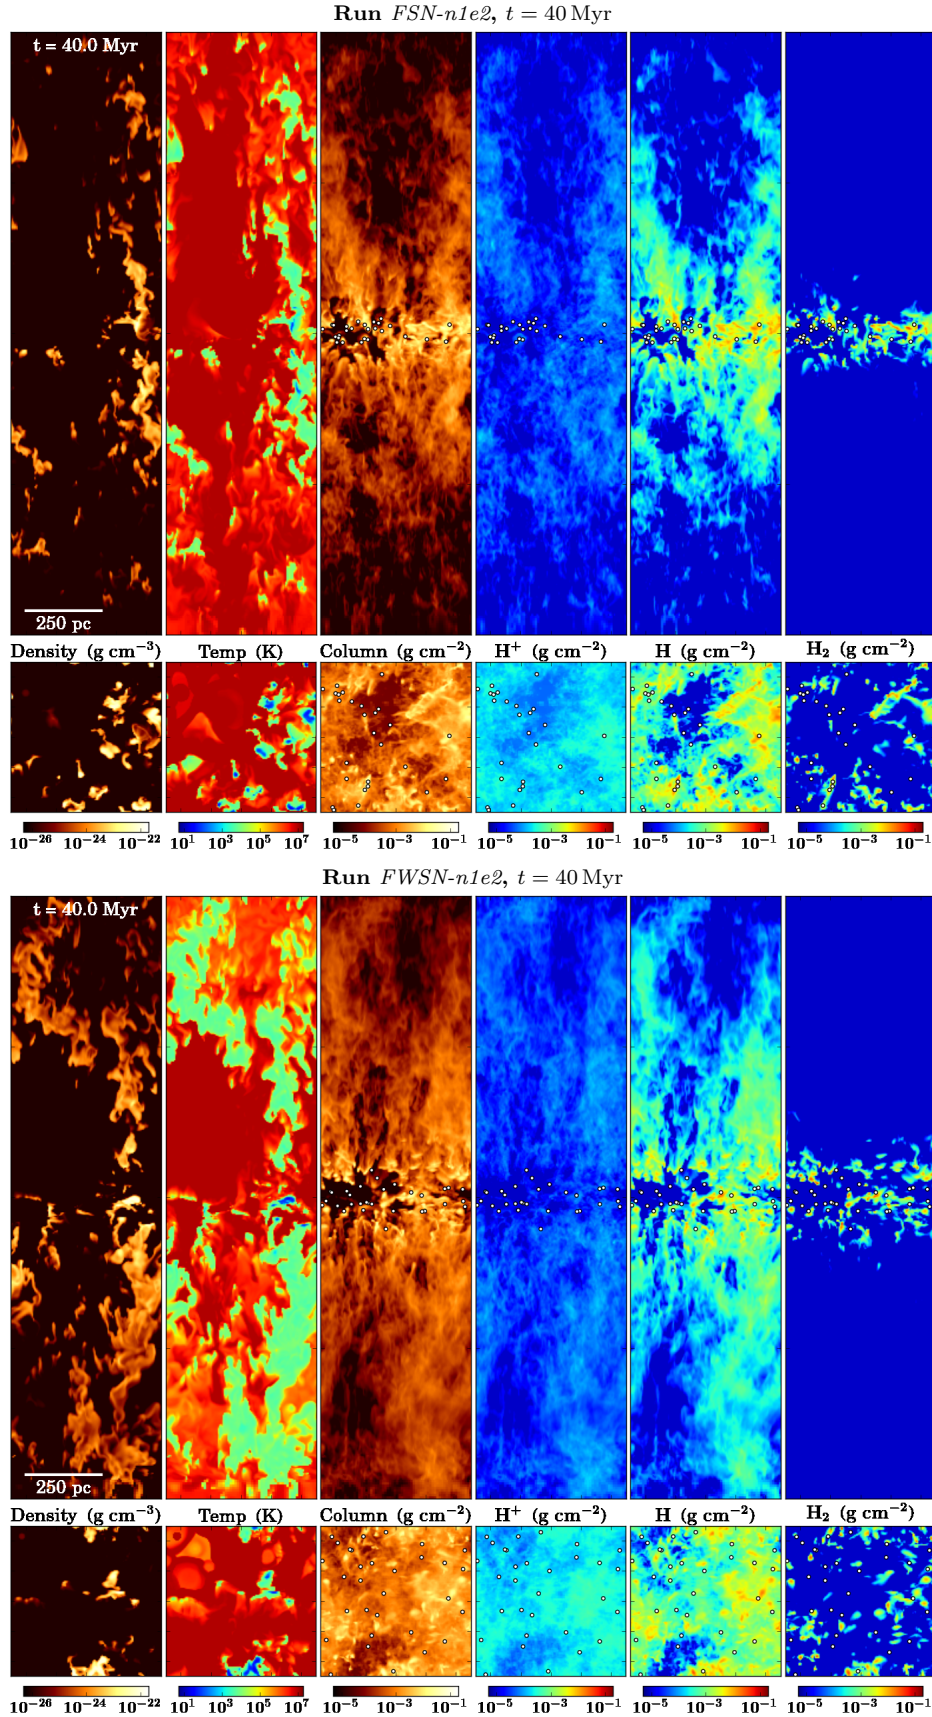 Run FSN-n1e2, t = 40 Myr
t = 40.0 Myr
250 pc
Density (g cm⁻³) Temp (K) Column (g cm⁻²) H⁺ (g cm⁻²) H (g cm⁻²) H₂ (g cm⁻²)
10⁻²⁶ 10⁻²⁴ 10⁻²² 10¹ 10³ 10⁵ 10⁷ 10⁻⁵ 10⁻³ 10⁻¹ 10⁻⁵ 10⁻³ 10⁻¹ 10⁻⁵ 10⁻³ 10⁻¹ 10⁻⁵ 10⁻³ 10⁻¹
Run FWSN-n1e2, t = 40 Myr
t = 40.0 Myr
250 pc
Density (g cm⁻³) Temp (K) Column (g cm⁻²) H⁺ (g cm⁻²) H (g cm⁻²) H₂ (g cm⁻²)
10⁻²⁶ 10⁻²⁴ 10⁻²² 10¹ 10³ 10⁵ 10⁷ 10⁻⁵ 10⁻³ 10⁻¹ 10⁻⁵ 10⁻³ 10⁻¹ 10⁻⁵ 10⁻³ 10⁻¹ 10⁻⁵ 10⁻³ 10⁻¹